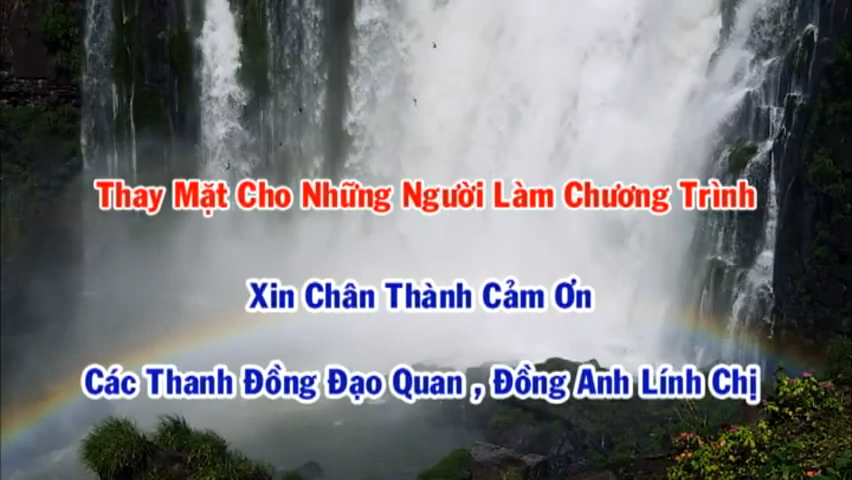 Thay Mặt Cho Những Người Làm Chương Trình
Xin Chân Thành Cảm Ơn
Các Thanh Đồng Đạo Quan , Đồng Anh Lính Chị